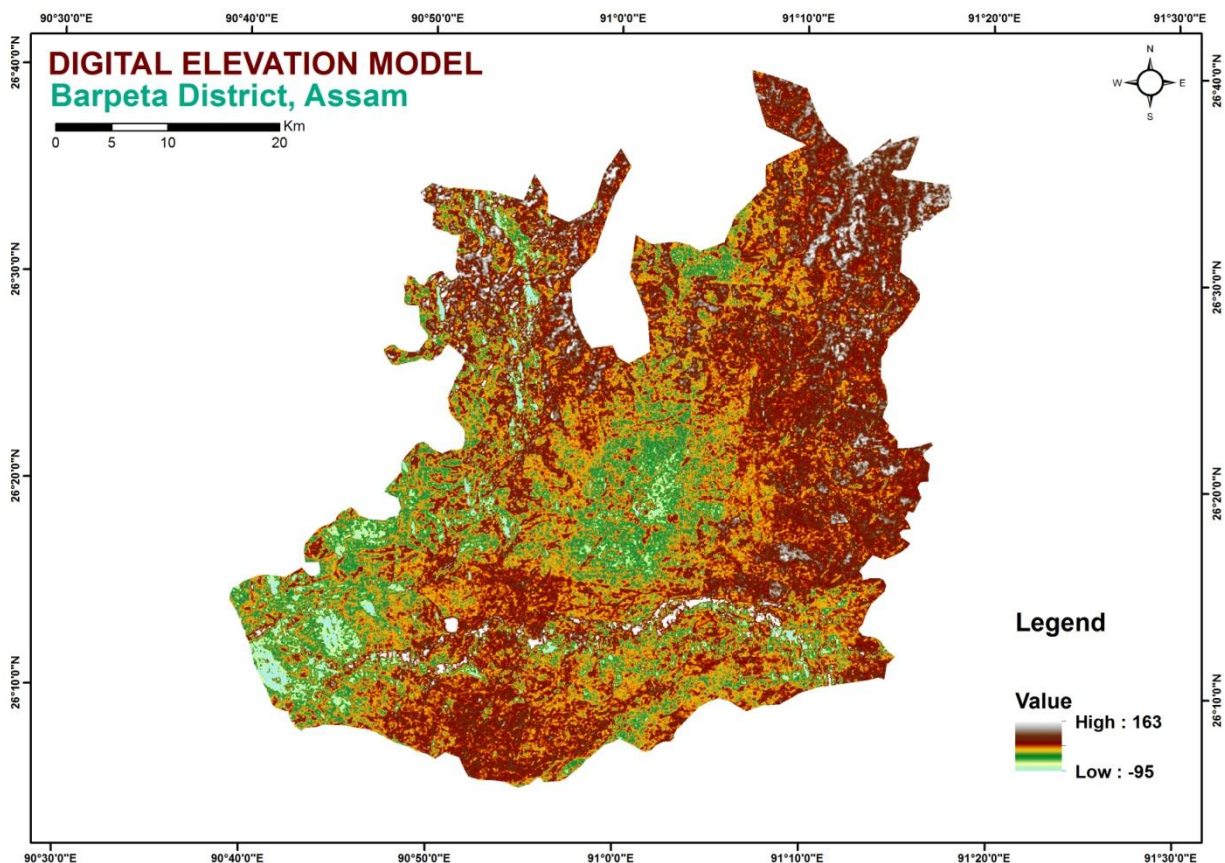 90°30'0"E 90°40'0"E 90°50'0"E 91°0'0"E 91°10'0"E 91°20'0"E 91°30'0"E
DIGITAL ELEVATION MODEL
Barpeta District, Assam
Km
0 5 10 20
N
W E
S
26°40'0"N 26°40'0"N
26°30'0"N 26°30'0"N
26°20'0"N 26°20'0"N
26°10'0"N 26°10'0"N
Legend
Value
High : 163
Low : -95
90°30'0"E 90°40'0"E 90°50'0"E 91°0'0"E 91°10'0"E 91°20'0"E 91°30'0"E